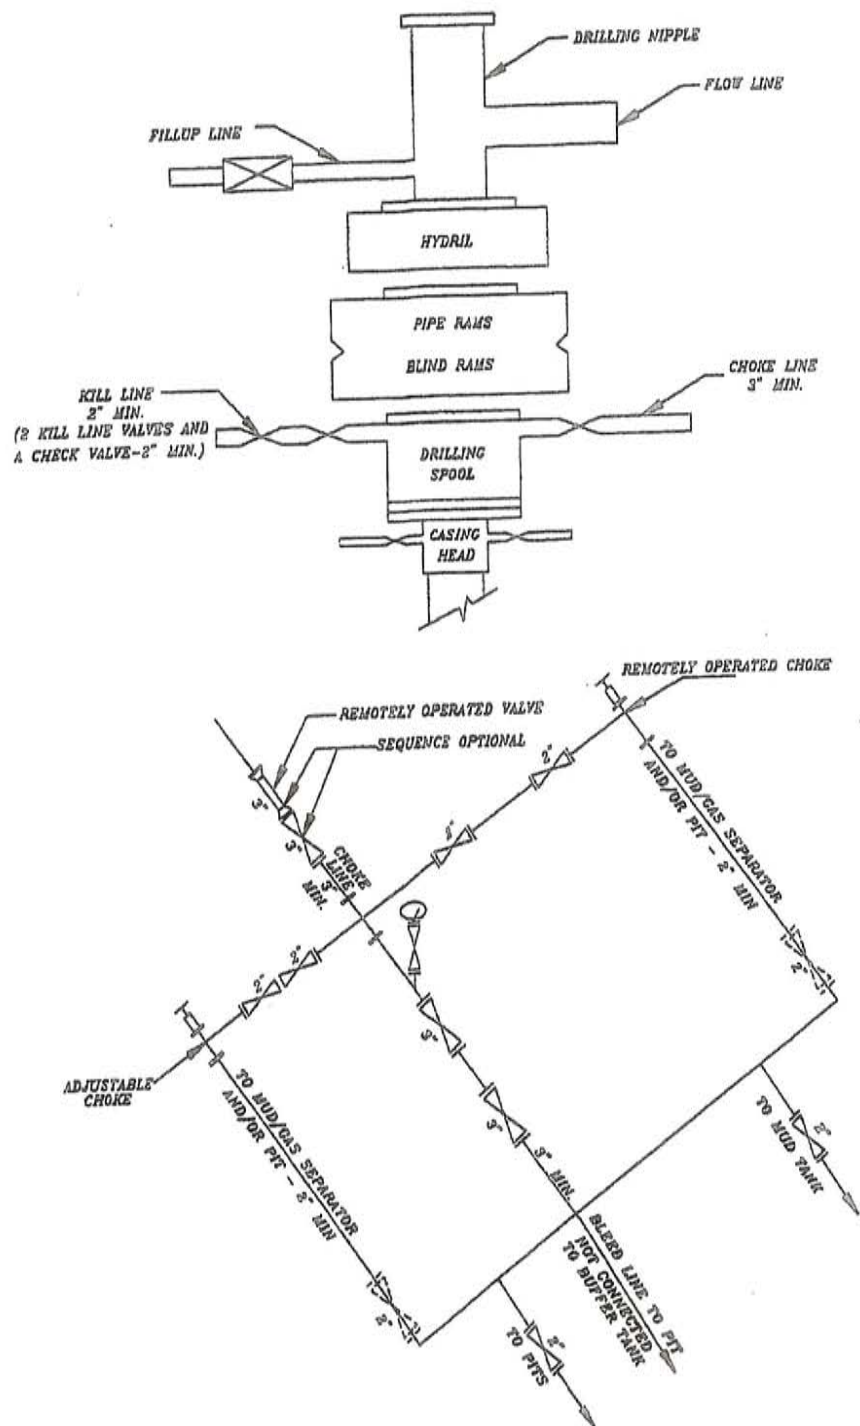 DRILLING NIPPLE
FLOW LINE
FILLUP LINE
HYDRIL
PIPE RAMS
BLIND RAMS
CHOKE LINE
3" MIN.
KILL LINE
2" MIN.
(2 KILL LINE VALVES AND
A CHECK VALVE-2" MIN.)
DRILLING
SPOOL
CASING
HEAD
REMOTELY OPERATED CHOKE
REMOTELY OPERATED VALVE
SEQUENCE OPTIONAL
3"
3"
CHOKE
LINE
3"
MIN.
2"
2"
TO MUD/GAS SEPARATOR
AND/OR PIT - 2" MIN
2"
2"
2"
ADJUSTABLE
CHOKE
TO MUD/GAS SEPARATOR
AND/OR PIT - 2" MIN
2"
3"
3"
3" MIN.
BLEED LINE TO PIT
NOT CONNECTED
TO BUFFER TANK
2"
TO MUD TANK
2"
TO PITS